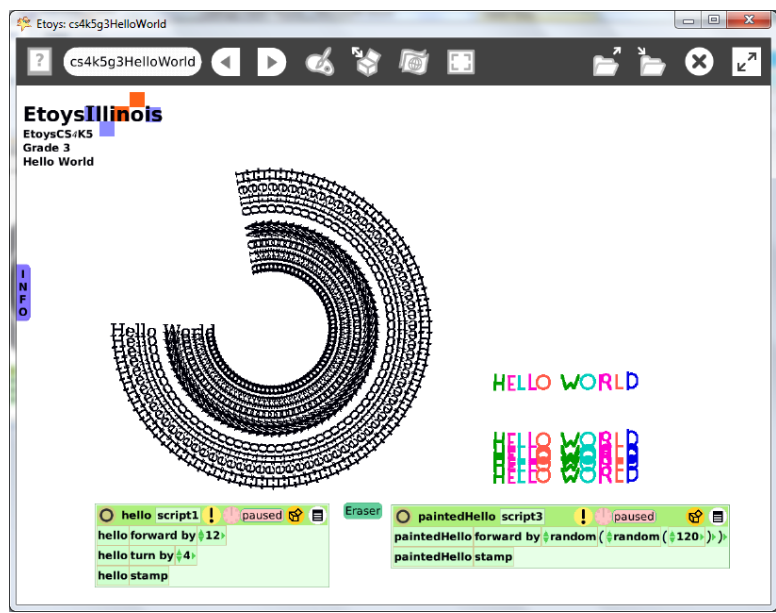 Etoys: cs4k5g3HelloWorld
? cs4k5g3HelloWorld
EtoysIllinois
EtoysCS4K5
Grade 3
Hello World
INFO
Hello World
HELLO WORLD
HELLO WORLD
HELLO WORLD
hello script1 ! paused
hello forward by 12
hello turn by 4
hello stamp
Eraser
paintedHello script3 ! paused
paintedHello forward by random ( random ( 120 ) )
paintedHello stamp